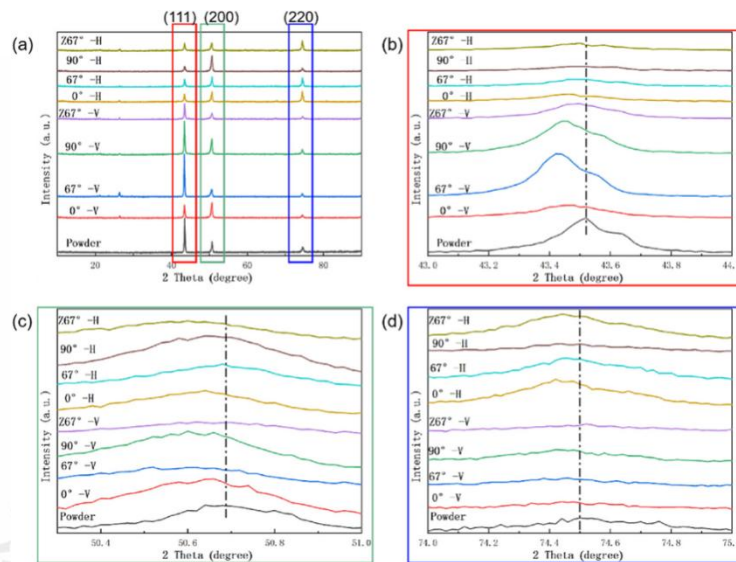 (111) (200) (220)
(a)
Z67° -H
90° -H
67° -H
0° -H
Z67° -V
90° -V
67° -V
0° -V
Powder
Intensity (a.u.)
20 40 60 80
2 Theta (degree)
(b)
Z67° -H
90° -H
67° -H
0° -H
Z67° -V
90° -V
67° -V
0° -V
Powder
Intensity (a.u.)
43.0 43.2 43.4 43.6 43.8 44.
2 Theta (degree)
(c)
Z67° -H
90° -H
67° -H
0° -H
Z67° -V
90° -V
67° -V
0° -V
Powder
Intensity (a.u.)
50.4 50.6 50.8 51.0
2 Theta (degree)
(d)
Z67° -H
90° -H
67° -H
0° -H
Z67° -V
90° -V
67° -V
0° -V
Powder
Intensity (a.u.)
74.0 74.2 74.4 74.6 74.8 75.
2 Theta (degree)